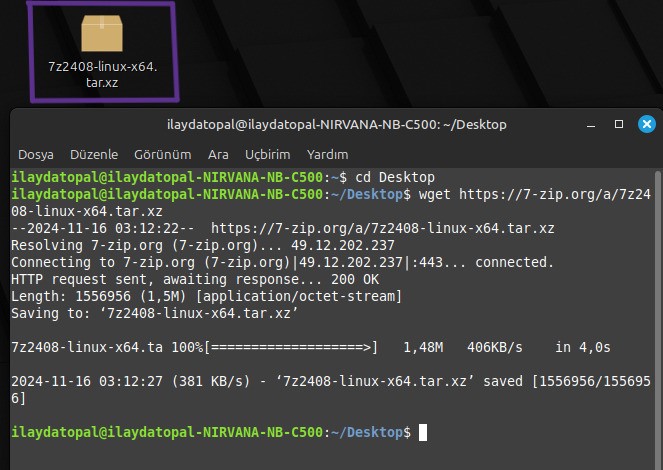 7z2408-linux-x64.
tar.xz
ilaydatopal@ilaydatopal-NIRVANA-NB-C500: ~/Desktop
Dosya Düzenle Görünüm Ara Uçbirim Yardım
ilaydatopal@ilaydatopal-NIRVANA-NB-C500:~$ cd Desktop
ilaydatopal@ilaydatopal-NIRVANA-NB-C500:~/Desktop$ wget https://7-zip.org/a/7z24
08-linux-x64.tar.xz
--2024-11-16 03:12:22--  https://7-zip.org/a/7z2408-linux-x64.tar.xz
Resolving 7-zip.org (7-zip.org)... 49.12.202.237
Connecting to 7-zip.org (7-zip.org)|49.12.202.237|:443... connected.
HTTP request sent, awaiting response... 200 OK
Length: 1556956 (1,5M) [application/octet-stream]
Saving to: ‘7z2408-linux-x64.tar.xz’
7z2408-linux-x64.ta 100%[===================>]   1,48M   406KB/s    in 4,0s
2024-11-16 03:12:27 (381 KB/s) - ‘7z2408-linux-x64.tar.xz’ saved [1556956/155695
6]
ilaydatopal@ilaydatopal-NIRVANA-NB-C500:~/Desktop$